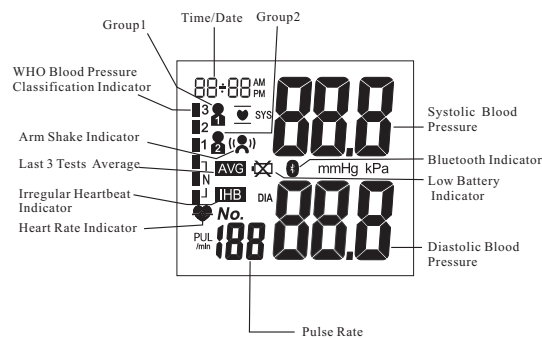 Group1
Time/Date
Group2
WHO Blood Pressure
Classification Indicator
Arm Shake Indicator
Last 3 Tests Average
Irregular Heartbeat
Indicator
Heart Rate Indicator
88÷88 AM
PM
3 1 SYS
2
1 2
AVG
N
IHB DIA
No.
PUL
/min
188
88.8
mmHg kPa
88.8
Systolic Blood
Pressure
Bluetooth Indicator
Low Battery
Indicator
Diastolic Blood
Pressure
Pulse Rate